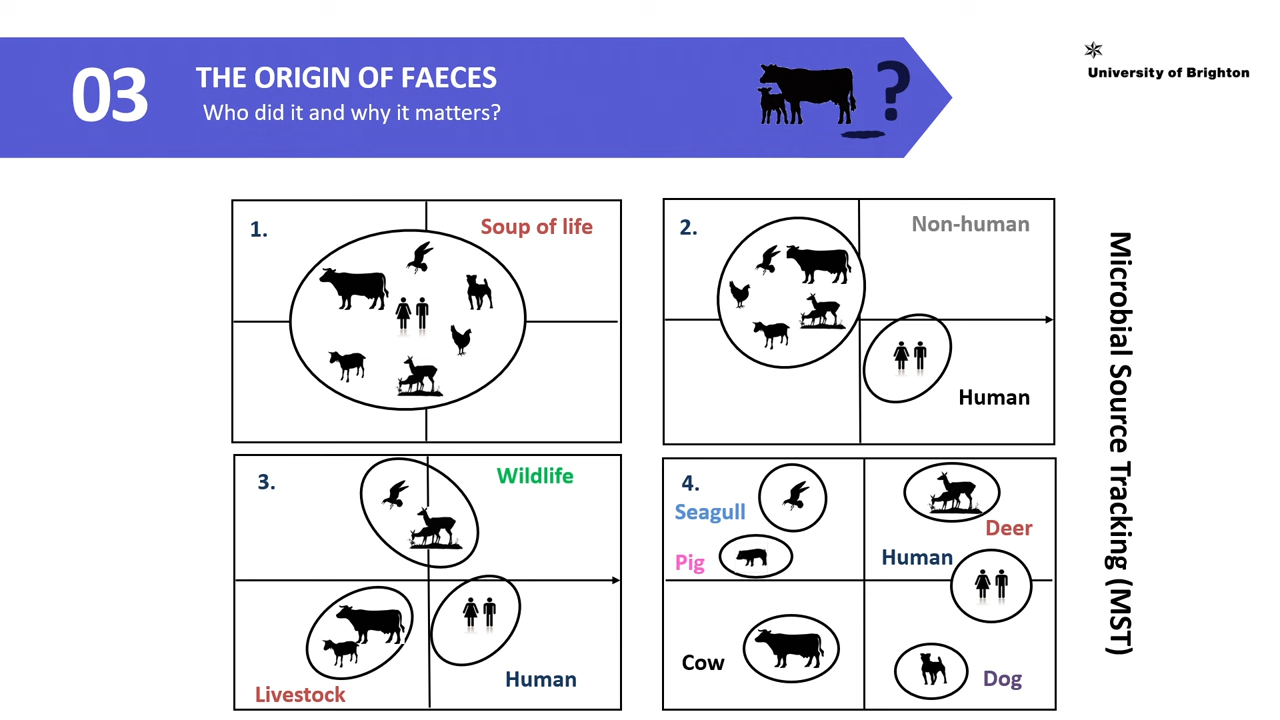 03
THE ORIGIN OF FAECES
Who did it and why it matters?
?
University of Brighton
1.
Soup of life
2.
Non-human
Human
3.
Wildlife
Livestock
Human
4.
Seagull
Pig
Deer
Human
Cow
Dog
Microbial Source Tracking (MST)